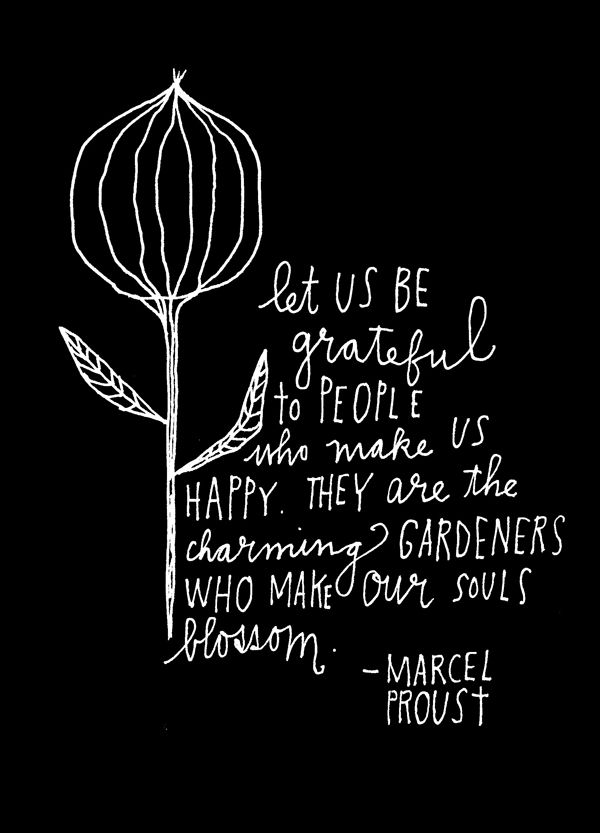 let US BE
grateful
to PEOPLE
who make US
HAPPY. THEY are the
charming GARDENERS
WHO MAKE our SOULS
blossom.
-MARCEL
PROUST